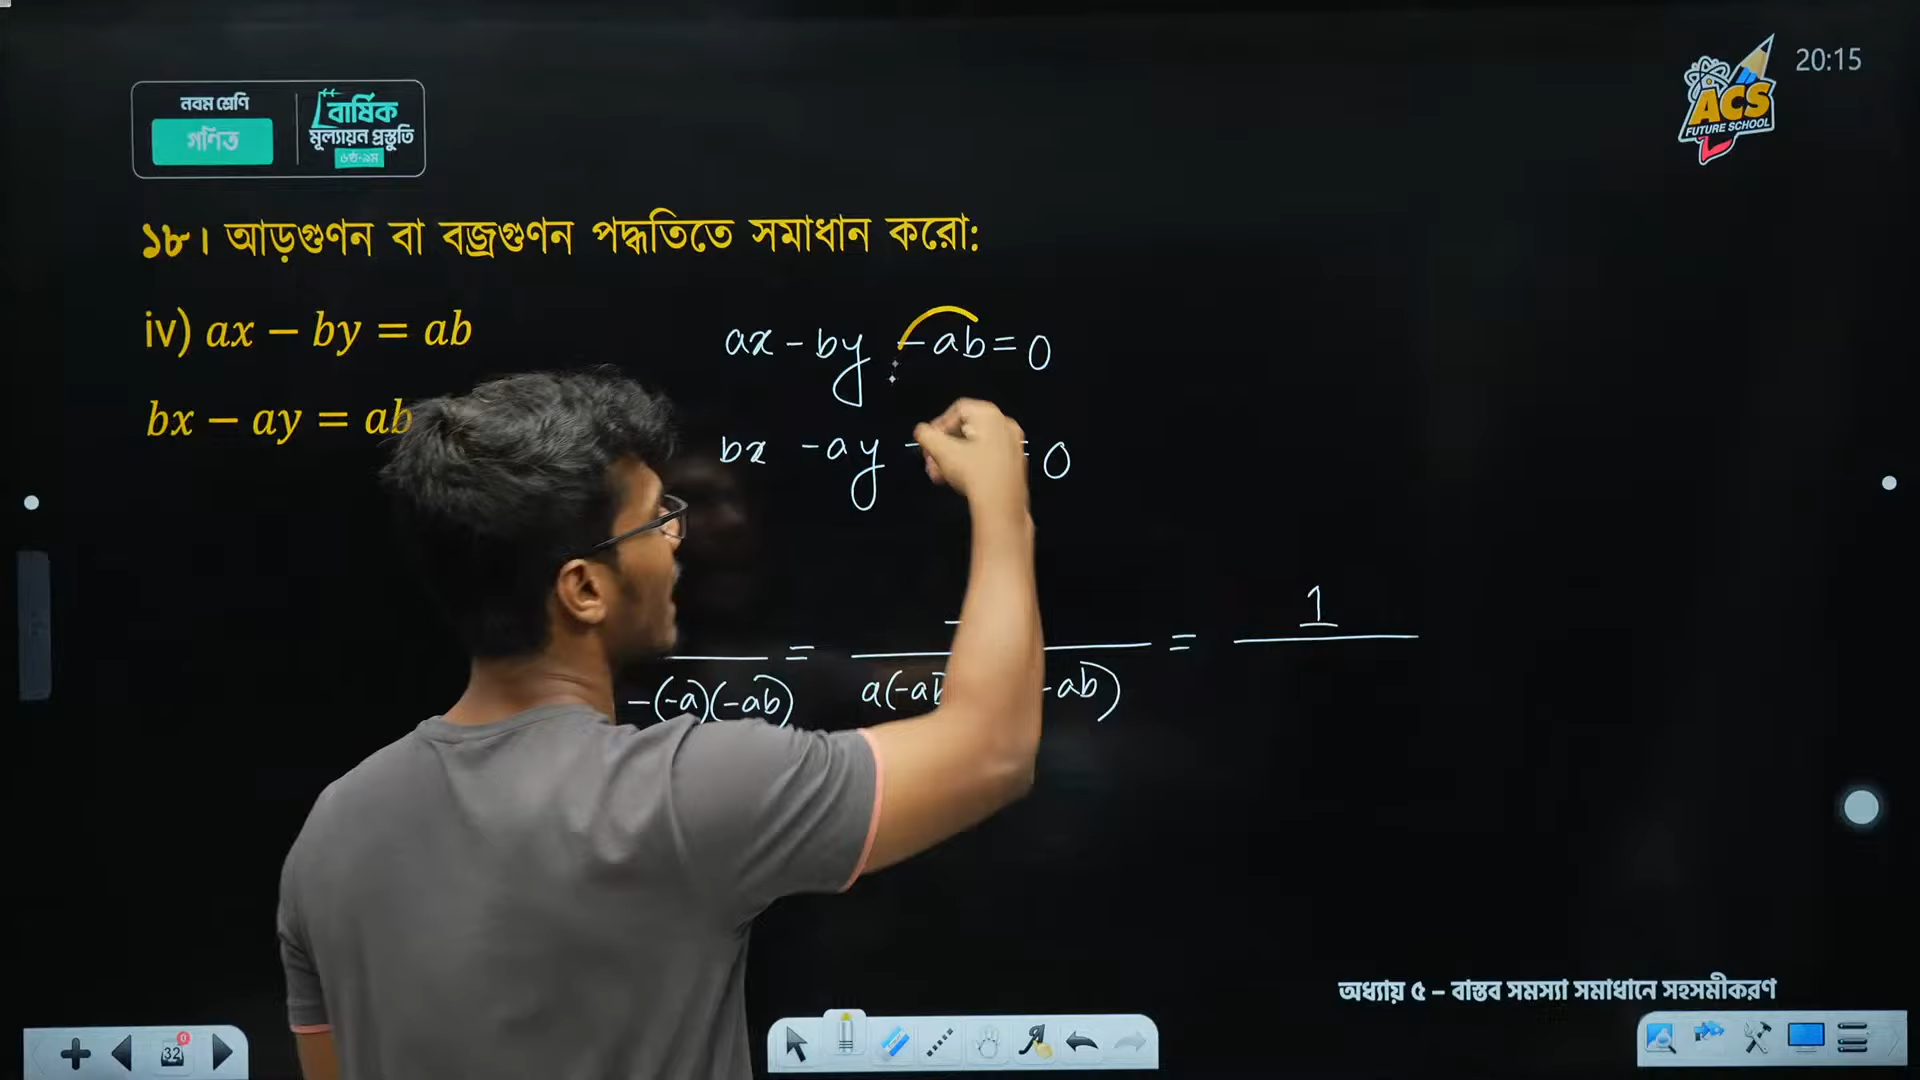 নবম শ্রেণি
গণিত
বার্ষিক
মূল্যায়ন প্রস্তুতি
৬ষ্ঠ-৯ম
ACS
FUTURE SCHOOL
20:15
১৮। আড়গুণন বা বজ্রগুণন পদ্ধতিতে সমাধান করো:
iv) ax − by = ab
bx − ay = ab
ax - by - ab = 0
bx - ay - = 0
= = 1
-(-a)(-ab) a(-ab -ab)
অধ্যায় ৫ – বাস্তব সমস্যা সমাধানে সহসমীকরণ
32
0